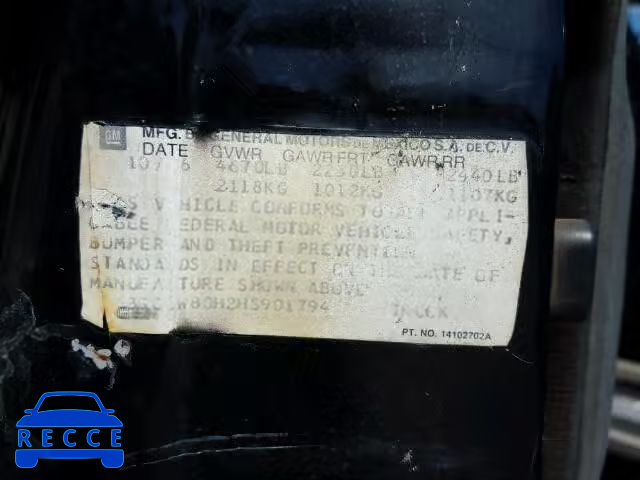 GM MFG. BY GENERAL MOTORS DE MEXICO S.A. DE C.V.
DATE GVWR GAWR FRT GAWR RR
4670LB 2230LB 2440LB
2118KG 1012KG 1107KG
VEHICLE CONFORMS TO ALL APPLI-
CABLE FEDERAL MOTOR VEHICLE SAFETY,
BUMPER AND THEFT PREVENTION
STANDARDS IN EFFECT ON THE DATE OF
MANUFACTURE SHOWN ABOVE
W80H2HS901794
PT. NO. 14102702A
RECCE